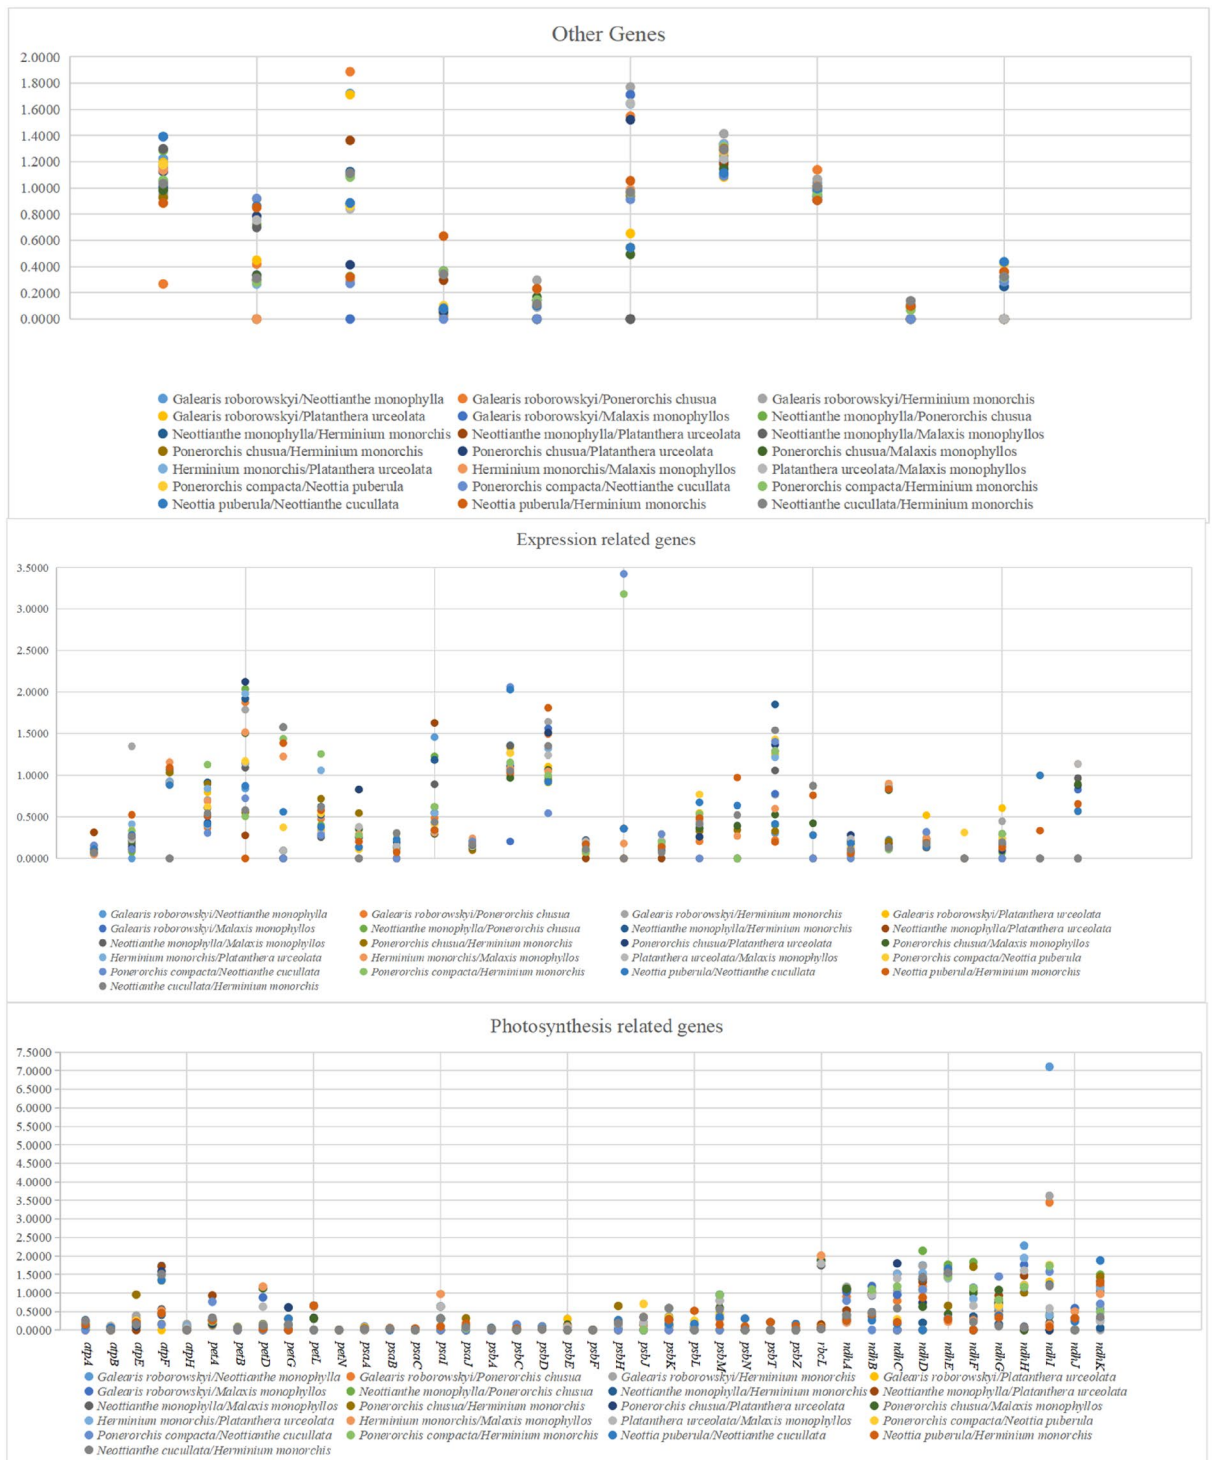 Other Genes
2.0000
1.8000
1.6000
1.4000
1.2000
1.0000
0.8000
0.6000
0.4000
0.2000
0.0000
Galearis roborowskyi/Neottianthe monophylla Galearis roborowskyi/Ponerorchis chusua Galearis roborowskyi/Herminium monorchis
Galearis roborowskyi/Platanthera urceolata Galearis roborowskyi/Malaxis monophyllos Neottianthe monophylla/Ponerorchis chusua
Neottianthe monophylla/Herminium monorchis Neottianthe monophylla/Platanthera urceolata Neottianthe monophylla/Malaxis monophyllos
Ponerorchis chusua/Herminium monorchis Ponerorchis chusua/Platanthera urceolata Ponerorchis chusua/Malaxis monophyllos
Herminium monorchis/Platanthera urceolata Herminium monorchis/Malaxis monophyllos Platanthera urceolata/Malaxis monophyllos
Ponerorchis compacta/Neottia puberula Ponerorchis compacta/Neottianthe cucullata Ponerorchis compacta/Herminium monorchis
Neottia puberula/Neottianthe cucullata Neottia puberula/Herminium monorchis Neottianthe cucullata/Herminium monorchis
Expression related genes
3.5000
3.0000
2.5000
2.0000
1.5000
1.0000
0.5000
0.0000
Galearis roborowskyi/Neottianthe monophylla Galearis roborowskyi/Ponerorchis chusua Galearis roborowskyi/Herminium monorchis Galearis roborowskyi/Platanthera urceolata
Galearis roborowskyi/Malaxis monophyllos Neottianthe monophylla/Ponerorchis chusua Neottianthe monophylla/Herminium monorchis Neottianthe monophylla/Platanthera urceolata
Neottianthe monophylla/Malaxis monophyllos Ponerorchis chusua/Herminium monorchis Ponerorchis chusua/Platanthera urceolata Ponerorchis chusua/Malaxis monophyllos
Herminium monorchis/Platanthera urceolata Herminium monorchis/Malaxis monophyllos Platanthera urceolata/Malaxis monophyllos Ponerorchis compacta/Neottia puberula
Ponerorchis compacta/Neottianthe cucullata Ponerorchis compacta/Herminium monorchis Neottia puberula/Neottianthe cucullata Neottia puberula/Herminium monorchis
Neottianthe cucullata/Herminium monorchis
Photosynthesis related genes
7.5000
7.0000
6.5000
6.0000
5.5000
5.0000
4.5000
4.0000
3.5000
3.0000
2.5000
2.0000
1.5000
1.0000
0.5000
0.0000
atpA atpB atpE atpF atpH petA petB petD petG petL petN psaA psaB psaC psaI psaJ psbA psbC psbD psbE psbF psbH psbJ psbK psbL psbM psbN psbT psbZ rbcL ndhA ndhB ndhC ndhD ndhE ndhF ndhG ndhH ndhI ndhJ ndhK
Galearis roborowskyi/Neottianthe monophylla Galearis roborowskyi/Ponerorchis chusua Galearis roborowskyi/Herminium monorchis Galearis roborowskyi/Platanthera urceolata
Galearis roborowskyi/Malaxis monophyllos Neottianthe monophylla/Ponerorchis chusua Neottianthe monophylla/Herminium monorchis Neottianthe monophylla/Platanthera urceolata
Neottianthe monophylla/Malaxis monophyllos Ponerorchis chusua/Herminium monorchis Ponerorchis chusua/Platanthera urceolata Ponerorchis chusua/Malaxis monophyllos
Herminium monorchis/Platanthera urceolata Herminium monorchis/Malaxis monophyllos Platanthera urceolata/Malaxis monophyllos Ponerorchis compacta/Neottia puberula
Ponerorchis compacta/Neottianthe cucullata Ponerorchis compacta/Herminium monorchis Neottia puberula/Neottianthe cucullata Neottia puberula/Herminium monorchis
Neottianthe cucullata/Herminium monorchis